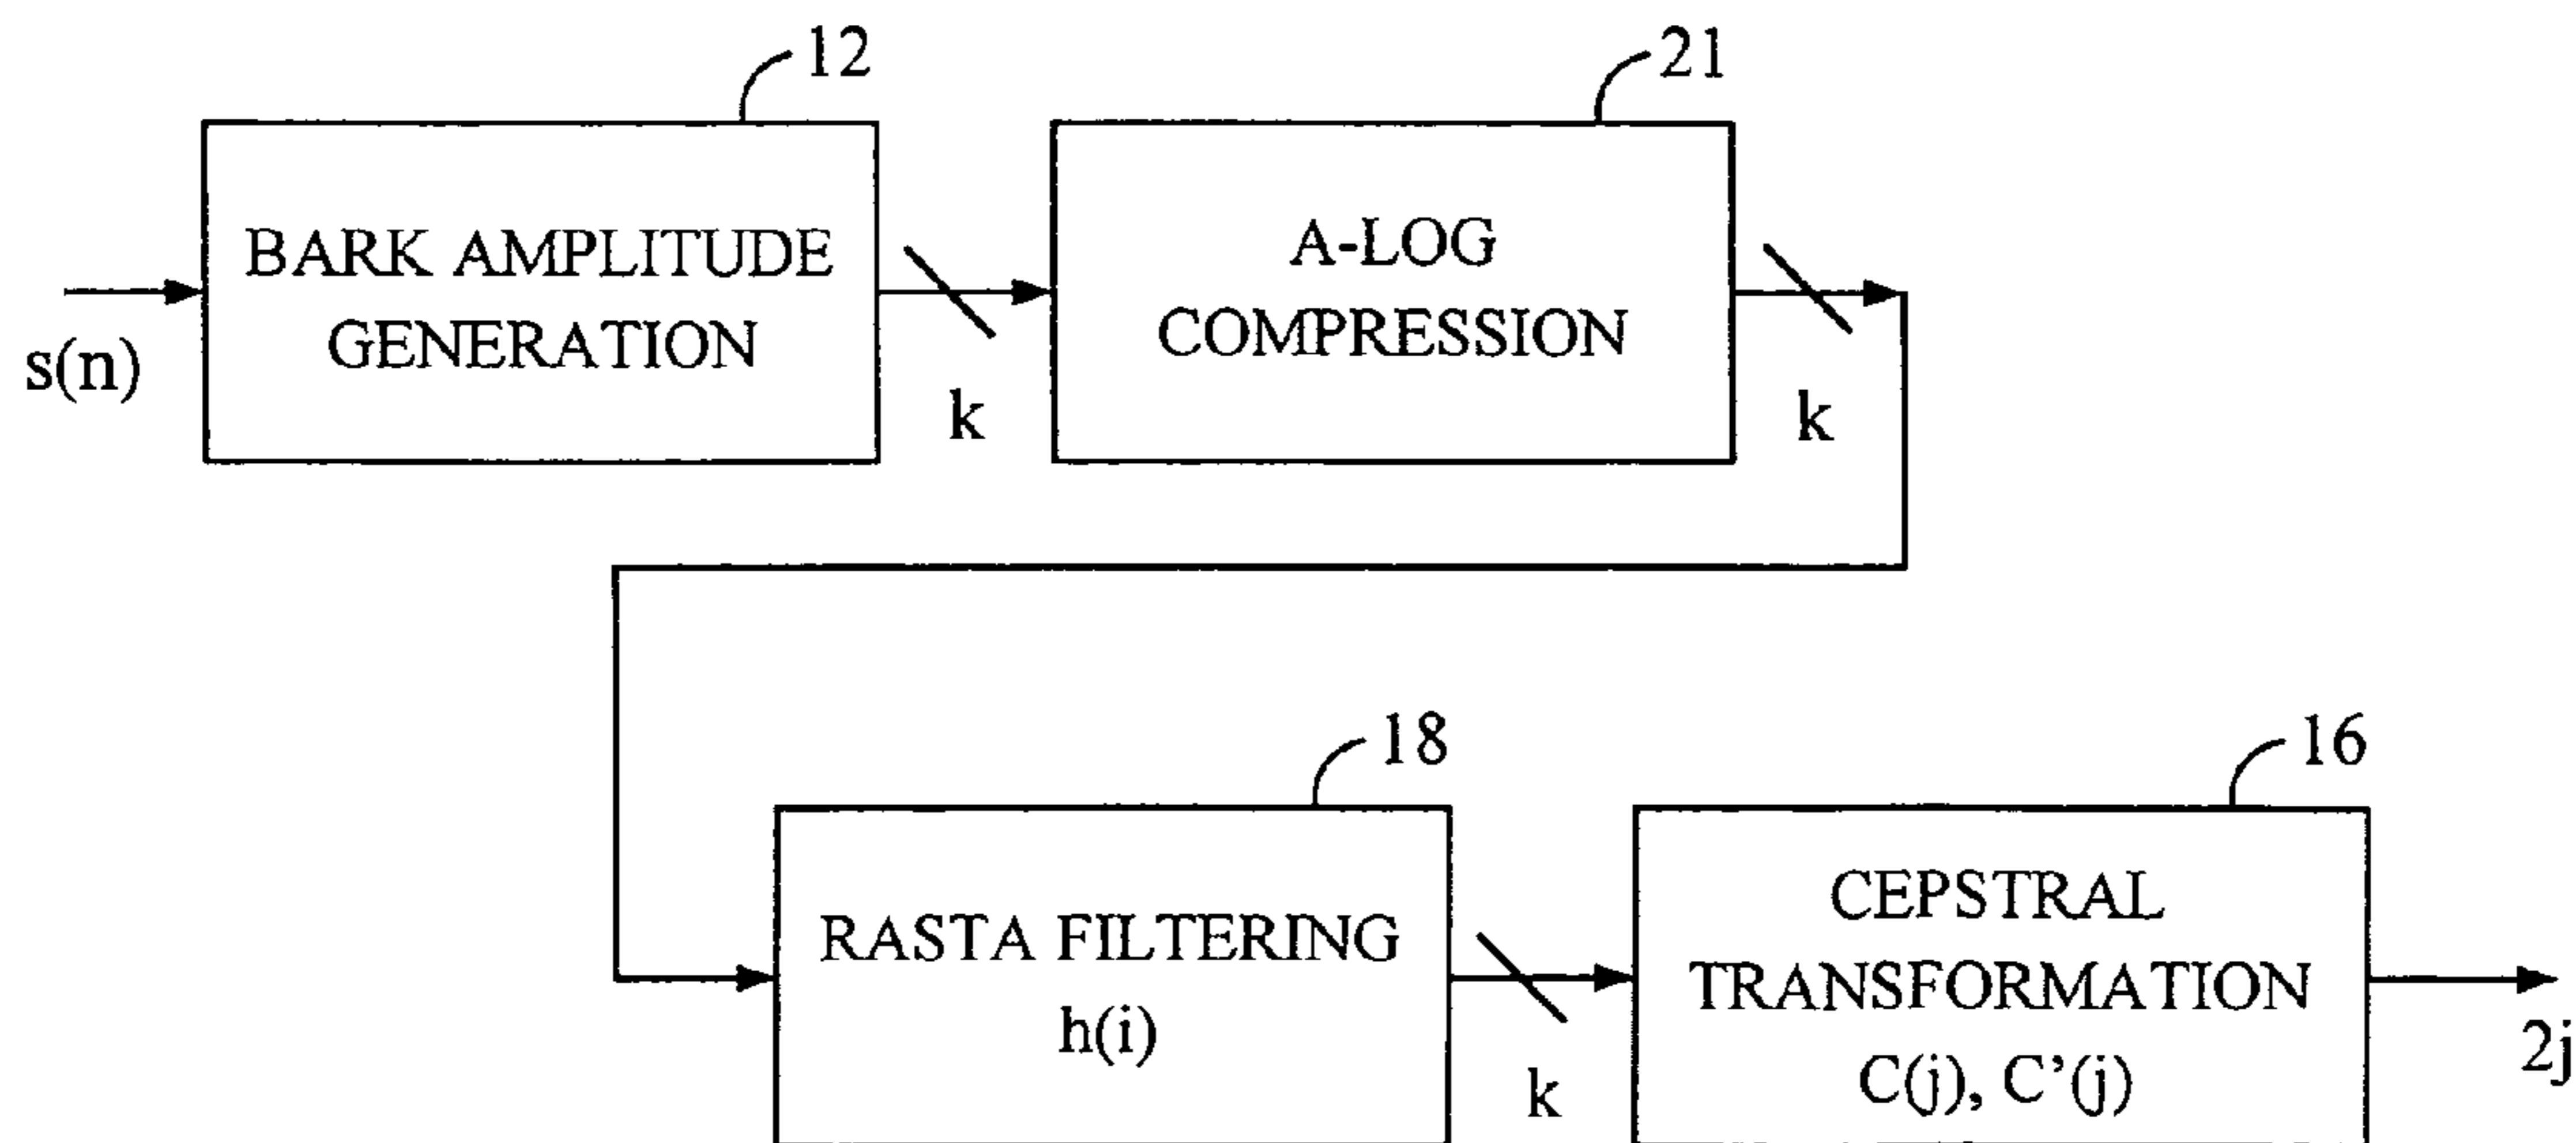 12
21
BARK AMPLITUDE
GENERATION
A-LOG
COMPRESSION
s(n)
k
k
18
16
RASTA FILTERING
h(i)
CEPSTRAL
TRANSFORMATION
C(j), C’(j)
k
2j